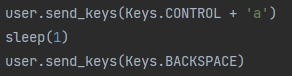 user.send_keys(Keys.CONTROL + 'a')
sleep(1)
user.send_keys(Keys.BACKSPACE)